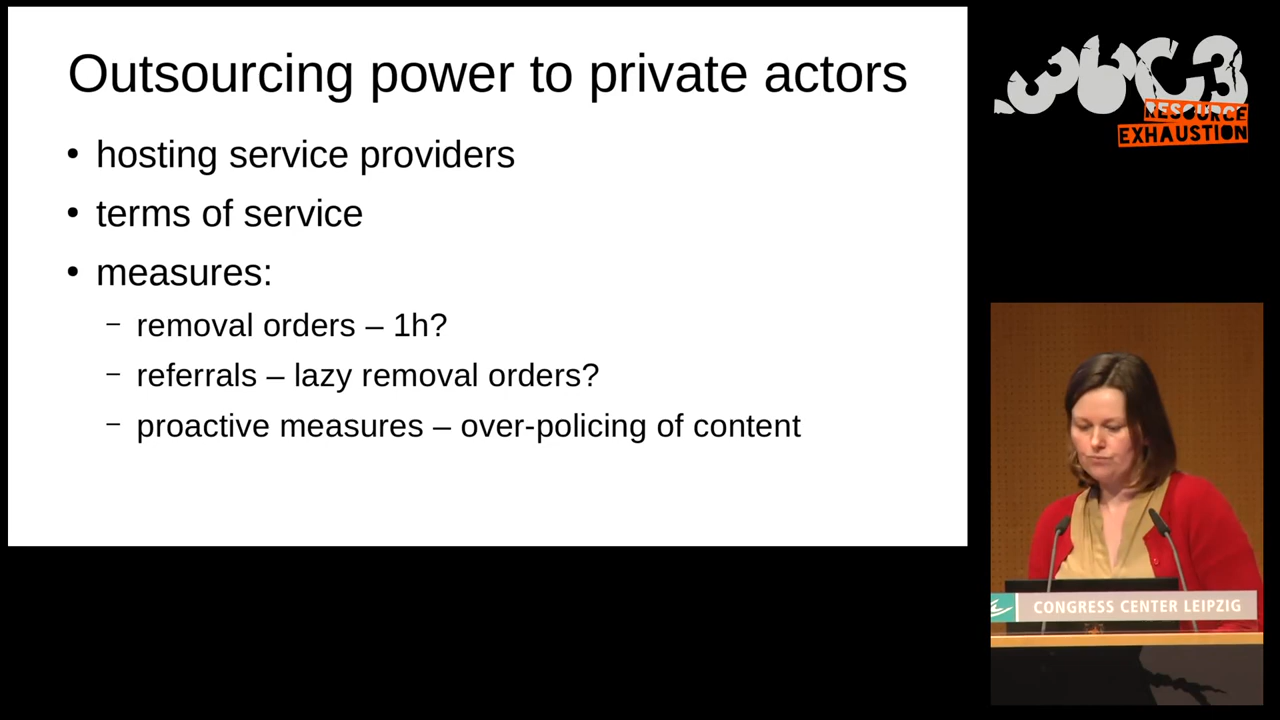 Outsourcing power to private actors
• hosting service providers
• terms of service
• measures:
– removal orders – 1h?
– referrals – lazy removal orders?
– proactive measures – over-policing of content
36C3
RESOURCE
EXHAUSTION
CONGRESS CENTER LEIPZIG